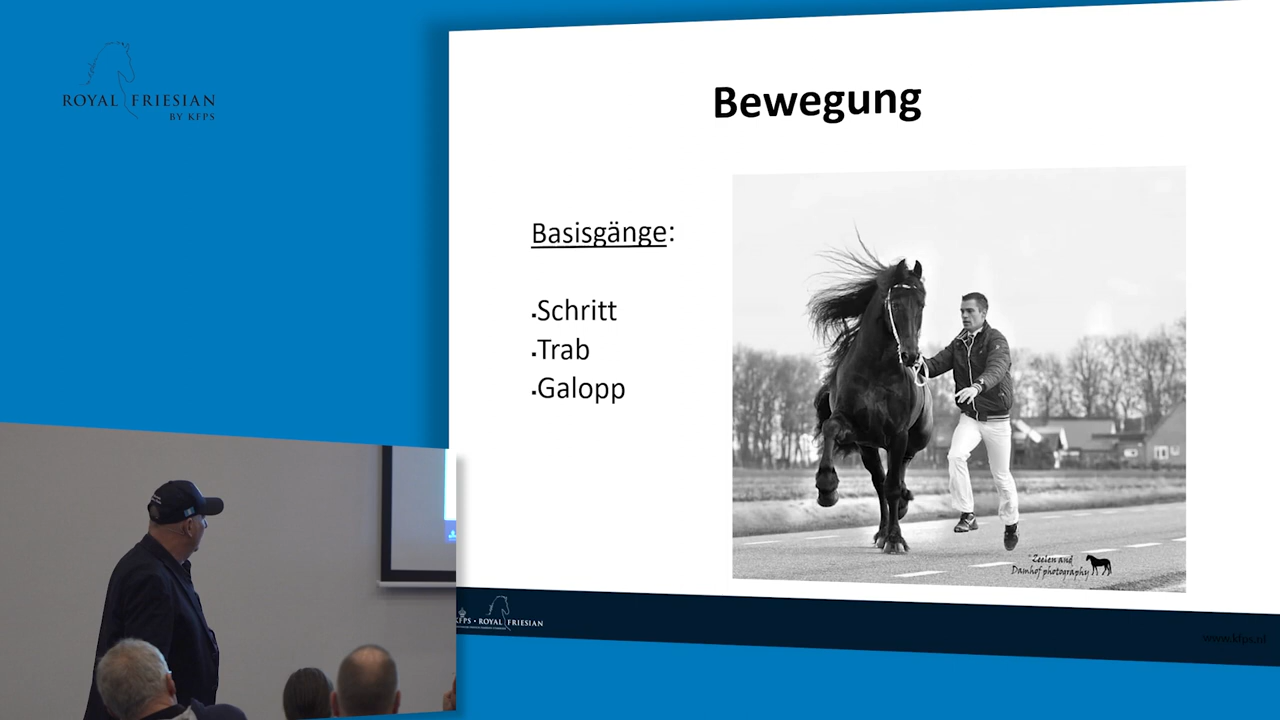 ROYAL FRIESIAN
BY KFPS
Bewegung
Basisgänge:
.Schritt
.Trab
.Galopp
Zeelen and
Damhof photography
KFPS • ROYAL FRIESIAN
www.kfps.nl